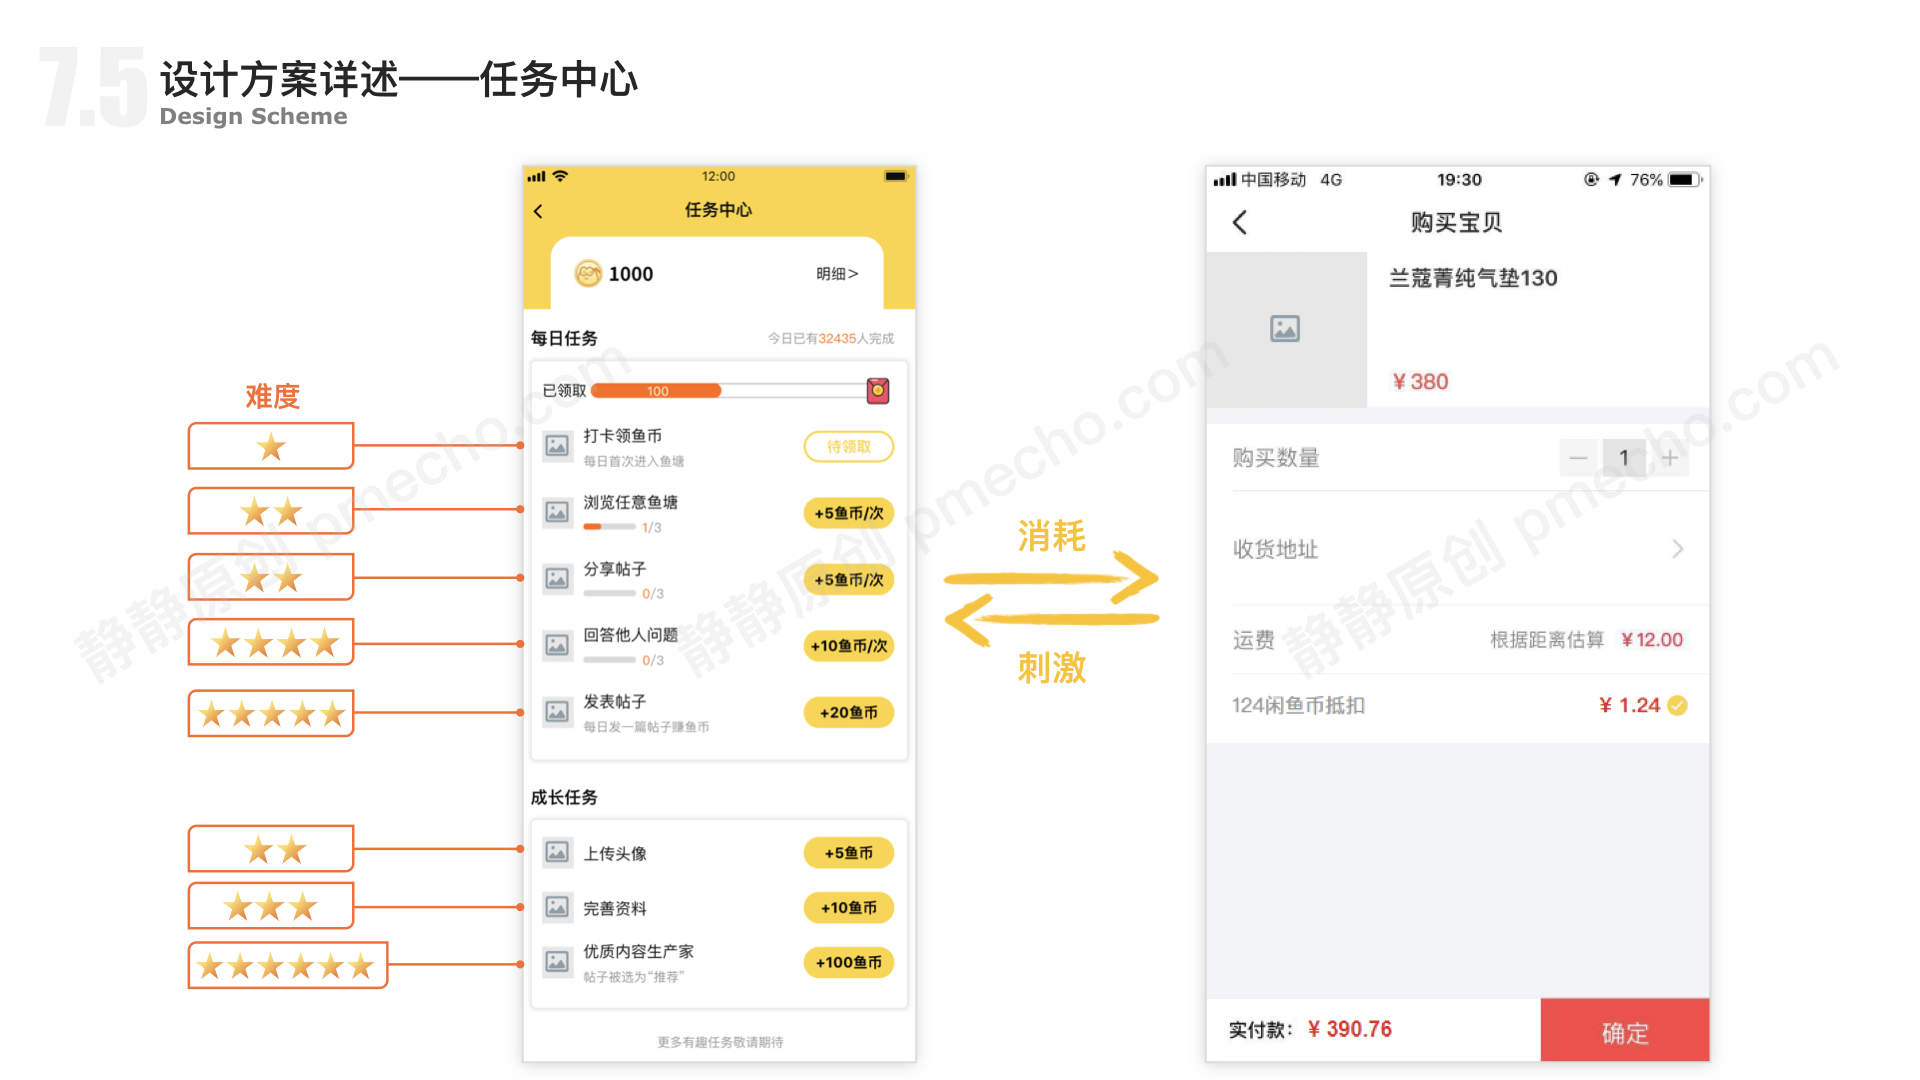 7.5
设计方案详述——任务中心
Design Scheme
难度
12:00
任务中心
1000
明细>
每日任务
今日已有32435人完成
已领取
100
打卡领鱼币
每日首次进入鱼塘
待领取
浏览任意鱼塘
1/3
+5鱼币/次
分享帖子
0/3
+5鱼币/次
回答他人问题
0/3
+10鱼币/次
发表帖子
每日发一篇帖子赚鱼币
+20鱼币
成长任务
上传头像
+5鱼币
完善资料
+10鱼币
优质内容生产家
帖子被选为“推荐”
+100鱼币
更多有趣任务敬请期待
消耗
刺激
中国移动 4G
19:30
76%
购买宝贝
兰蔻菁纯气垫130
¥380
购买数量
1
收货地址
运费
根据距离估算 ¥12.00
124闲鱼币抵扣
¥ 1.24
实付款: ¥ 390.76
确定
静静原创 pmecho.com
静静原创 pmecho.com
静静原创 pmecho.com